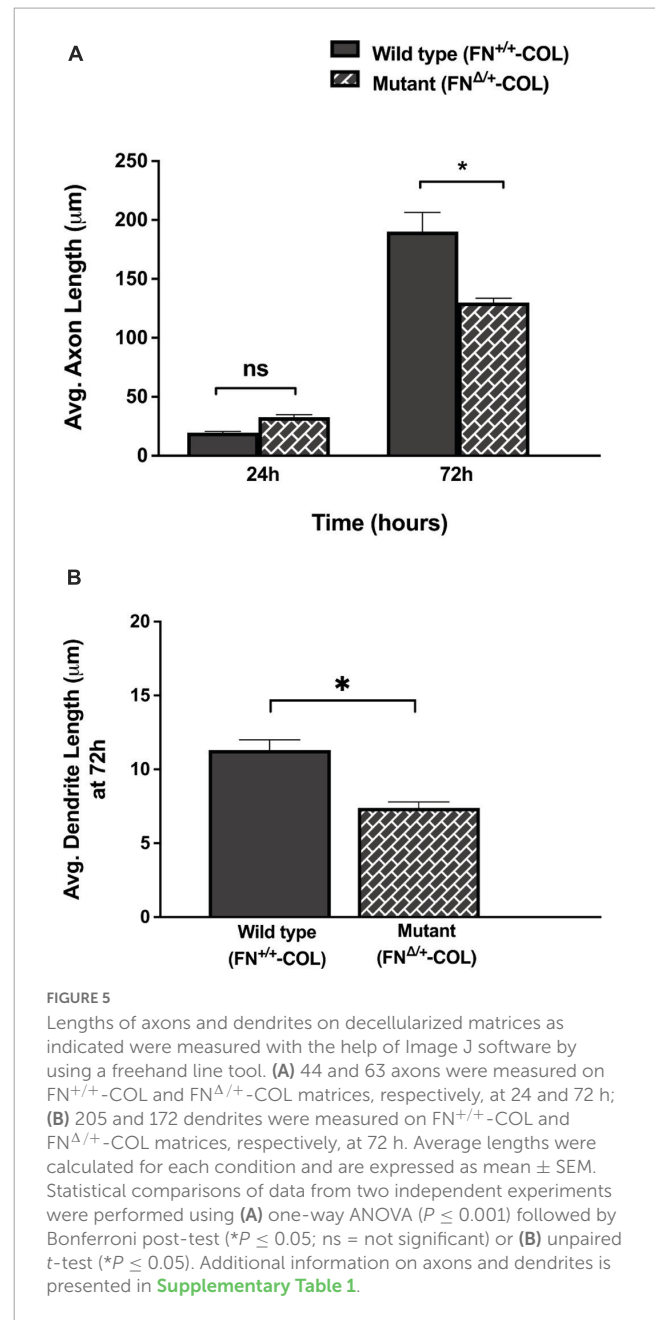 A
Wild type (FN+/+-COL)
Mutant (FNΔ/+-COL)
250
200
150
100
50
0
Avg. Axon Length (μm)
ns
*
24h
72h
Time (hours)
B
20
15
10
5
0
Avg. Dendrite Length (μm)
at 72h
*
Wild type
(FN+/+-COL)
Mutant
(FNΔ/+-COL)
FIGURE 5
Lengths of axons and dendrites on decellularized matrices as
indicated were measured with the help of Image J software by
using a freehand line tool. (A) 44 and 63 axons were measured on
FN+/+-COL and FNΔ/+-COL matrices, respectively, at 24 and 72 h;
(B) 205 and 172 dendrites were measured on FN+/+-COL and
FNΔ/+-COL matrices, respectively, at 72 h. Average lengths were
calculated for each condition and are expressed as mean ± SEM.
Statistical comparisons of data from two independent experiments
were performed using (A) one-way ANOVA (P ≤ 0.001) followed by
Bonferroni post-test (*P ≤ 0.05; ns = not significant) or (B) unpaired
t-test (*P ≤ 0.05). Additional information on axons and dendrites is
presented in Supplementary Table 1.